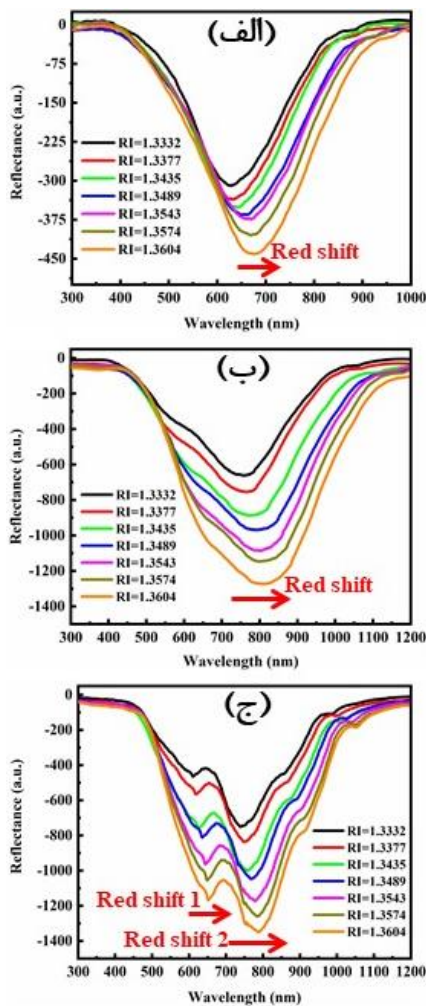 (الف)
0
-75
-150
-225
-300
-375
-450
Reflectance (a.u.)
RI=1.3332
RI=1.3377
RI=1.3435
RI=1.3489
RI=1.3543
RI=1.3574
RI=1.3604
Red shift
300 400 500 600 700 800 900 1000
Wavelength (nm)
(ب)
0
-200
-400
-600
-800
-1000
-1200
-1400
Reflectance (a.u.)
RI=1.3332
RI=1.3377
RI=1.3435
RI=1.3489
RI=1.3543
RI=1.3574
RI=1.3604
Red shift
300 400 500 600 700 800 900 1000 1100 1200
Wavelength (nm)
(ج)
0
-200
-400
-600
-800
-1000
-1200
-1400
Reflectance (a.u.)
RI=1.3332
RI=1.3377
RI=1.3435
RI=1.3489
RI=1.3543
RI=1.3574
RI=1.3604
Red shift 1
Red shift 2
300 400 500 600 700 800 900 1000 1100 1200
Wavelength (nm)